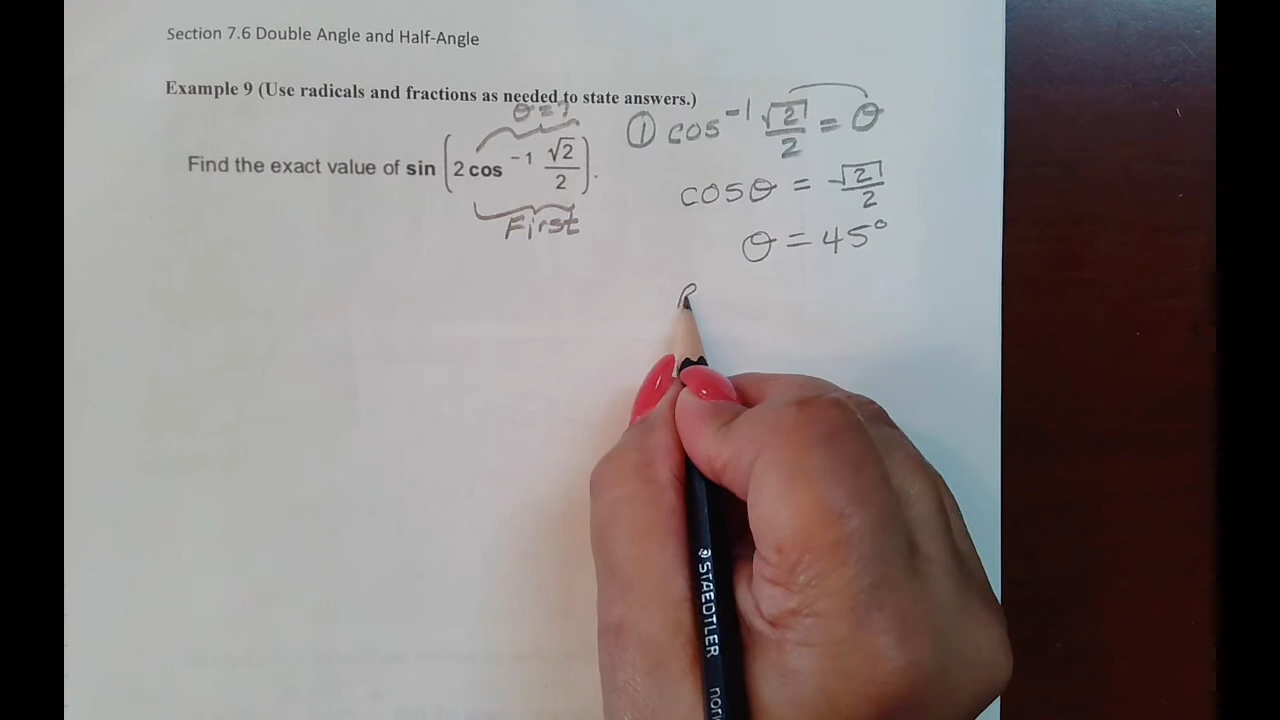 Section 7.6 Double Angle and Half-Angle
Example 9 (Use radicals and fractions as needed to state answers.)
θ = ?
Find the exact value of sin (2 cos⁻¹ √2/2).
First
① cos⁻¹ √2/2 = θ
cosθ = √2/2
θ = 45°
STAEDTLER